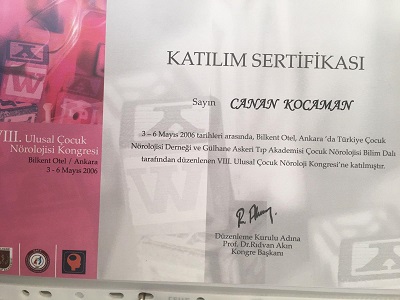 KATILIM SERTİFİKASI
Sayın CANAN KOCAMAN
3 – 6 Mayıs 2006 tarihleri arasında, Bilkent Otel, Ankara 'da Türkiye Çocuk
Nörolojisi Derneği ve Gülhane Askeri Tıp Akademisi Çocuk Nörolojisi Bilim Dalı
tarafından düzenlenen VIII. Ulusal Çocuk Nöroloji Kongresi'ne katılmıştır.
Düzenleme Kurulu Adına
Prof. Dr.Rıdvan Akın
Kongre Başkanı
VIII. Ulusal Çocuk
Nörolojisi Kongresi
Bilkent Otel / Ankara
3 - 6 Mayıs 2006
X
W